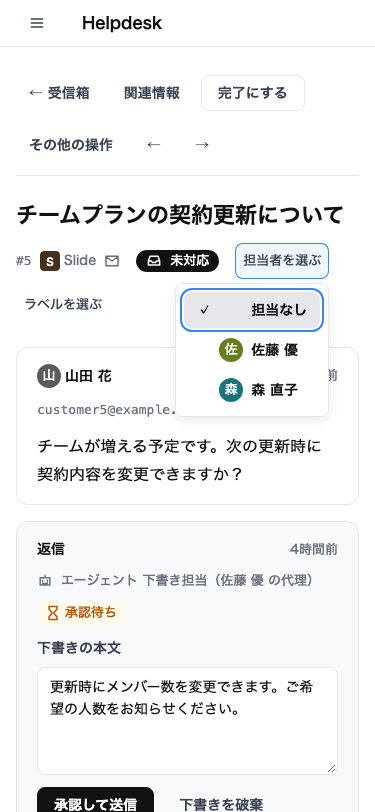 Helpdesk
← 受信箱 関連情報 完了にする
その他の操作 ← →
チームプランの契約更新について
#5 S Slide 未対応 担当者を選ぶ
ラベルを選ぶ
✓ 担当なし
佐 佐藤 優
森 森 直子
山 山田 花 前
customer5@example.
チームが増える予定です。次の更新時に
契約内容を変更できますか？
返信 4時間前
エージェント 下書き担当（佐藤 優 の代理）
承認待ち
下書きの本文
更新時にメンバー数を変更できます。ご希
望の人数をお知らせください。
承認して送信 下書きを破棄